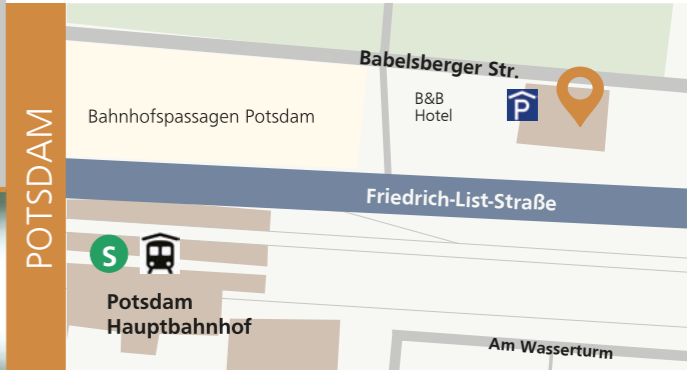 POTSDAM
Babelsberger Str.
B&B
Hotel
P
Bahnhofspassagen Potsdam
Friedrich-List-Straße
S
Potsdam
Hauptbahnhof
Am Wasserturm